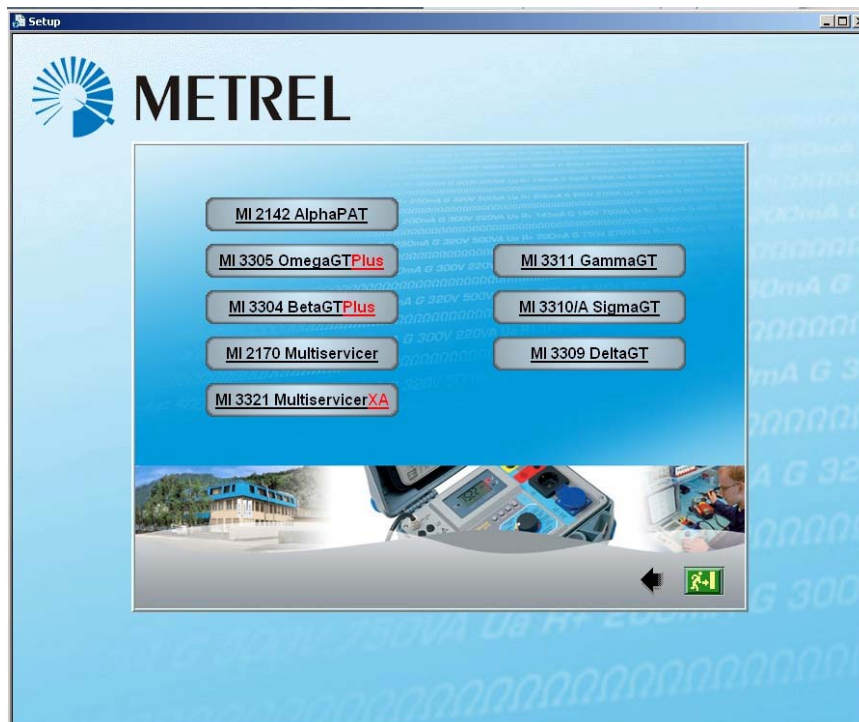 Setup
METREL
MI 2142 AlphaPAT
MI 3305 OmegaGTPlus
MI 3304 BetaGTPlus
MI 2170 Multiservicer
MI 3321 MultiservicerXA
MI 3311 GammaGT
MI 3310/A SigmaGT
MI 3309 DeltaGT